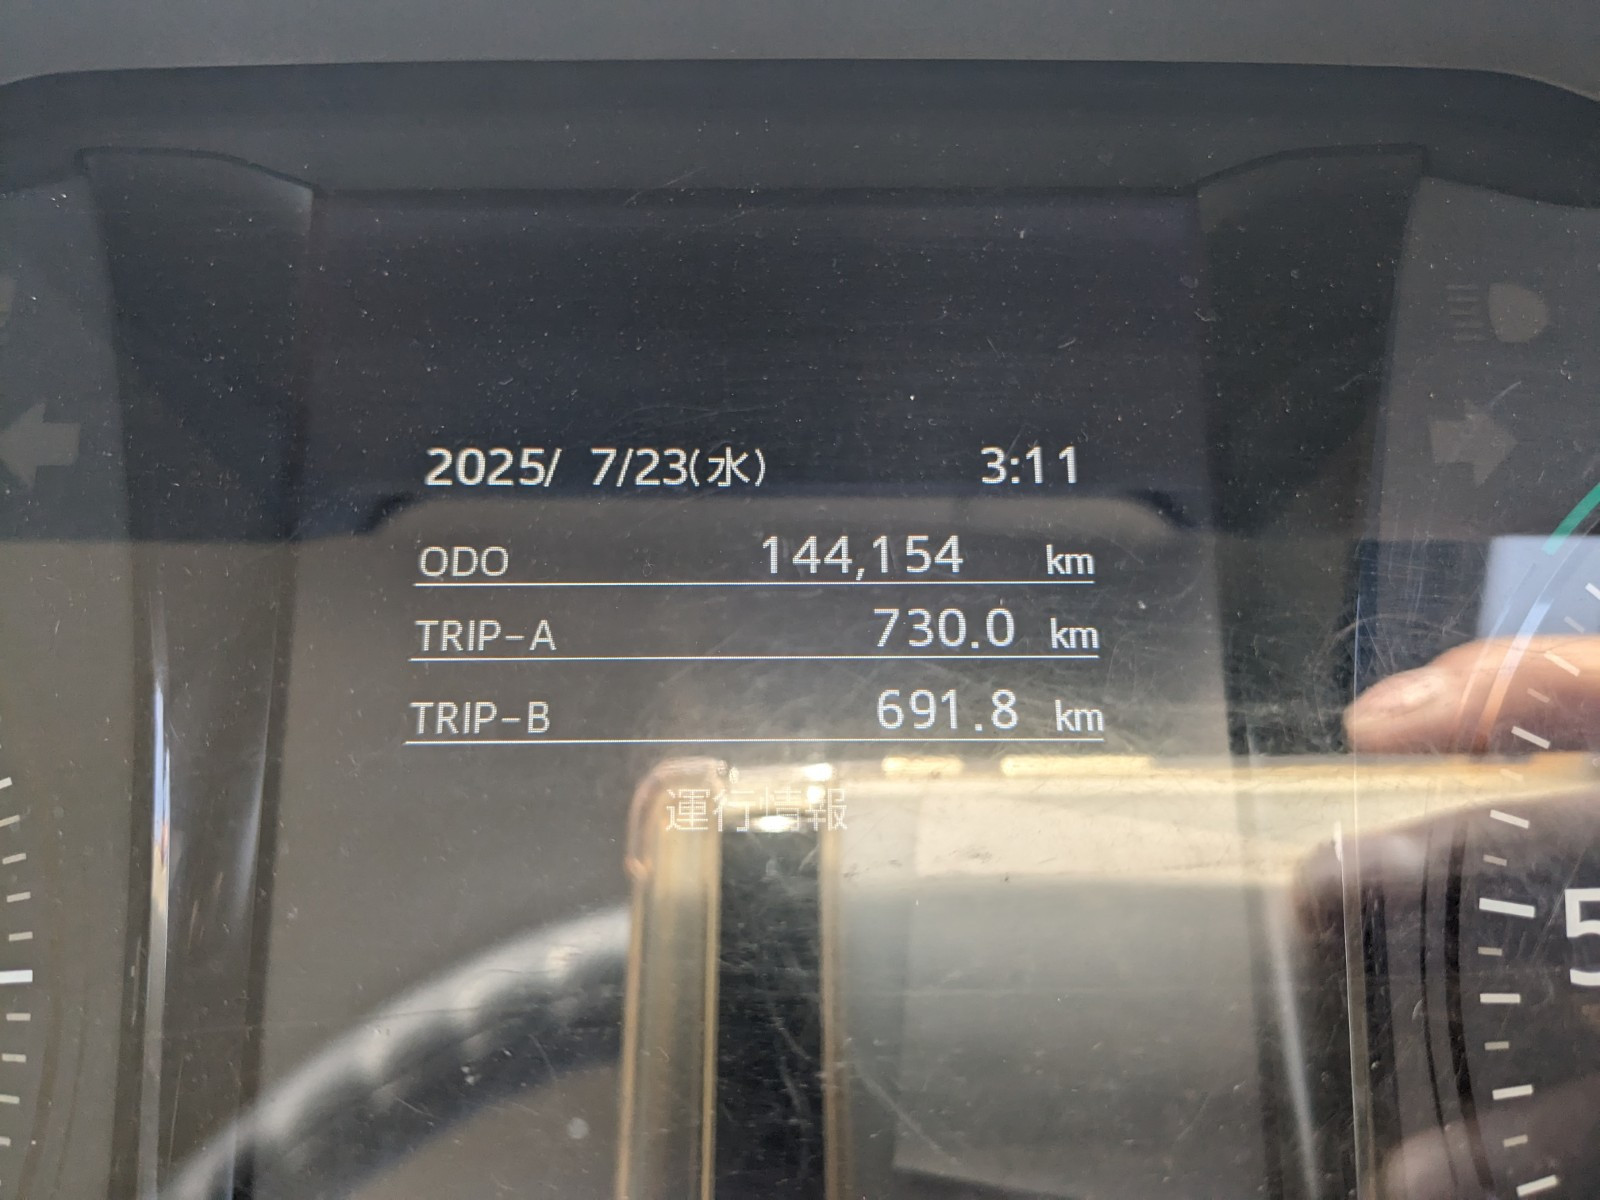 2025/ 7/23(水) 3:11
ODO 144,154 km
TRIP-A 730.0 km
TRIP-B 691.8 km
運行情報
5